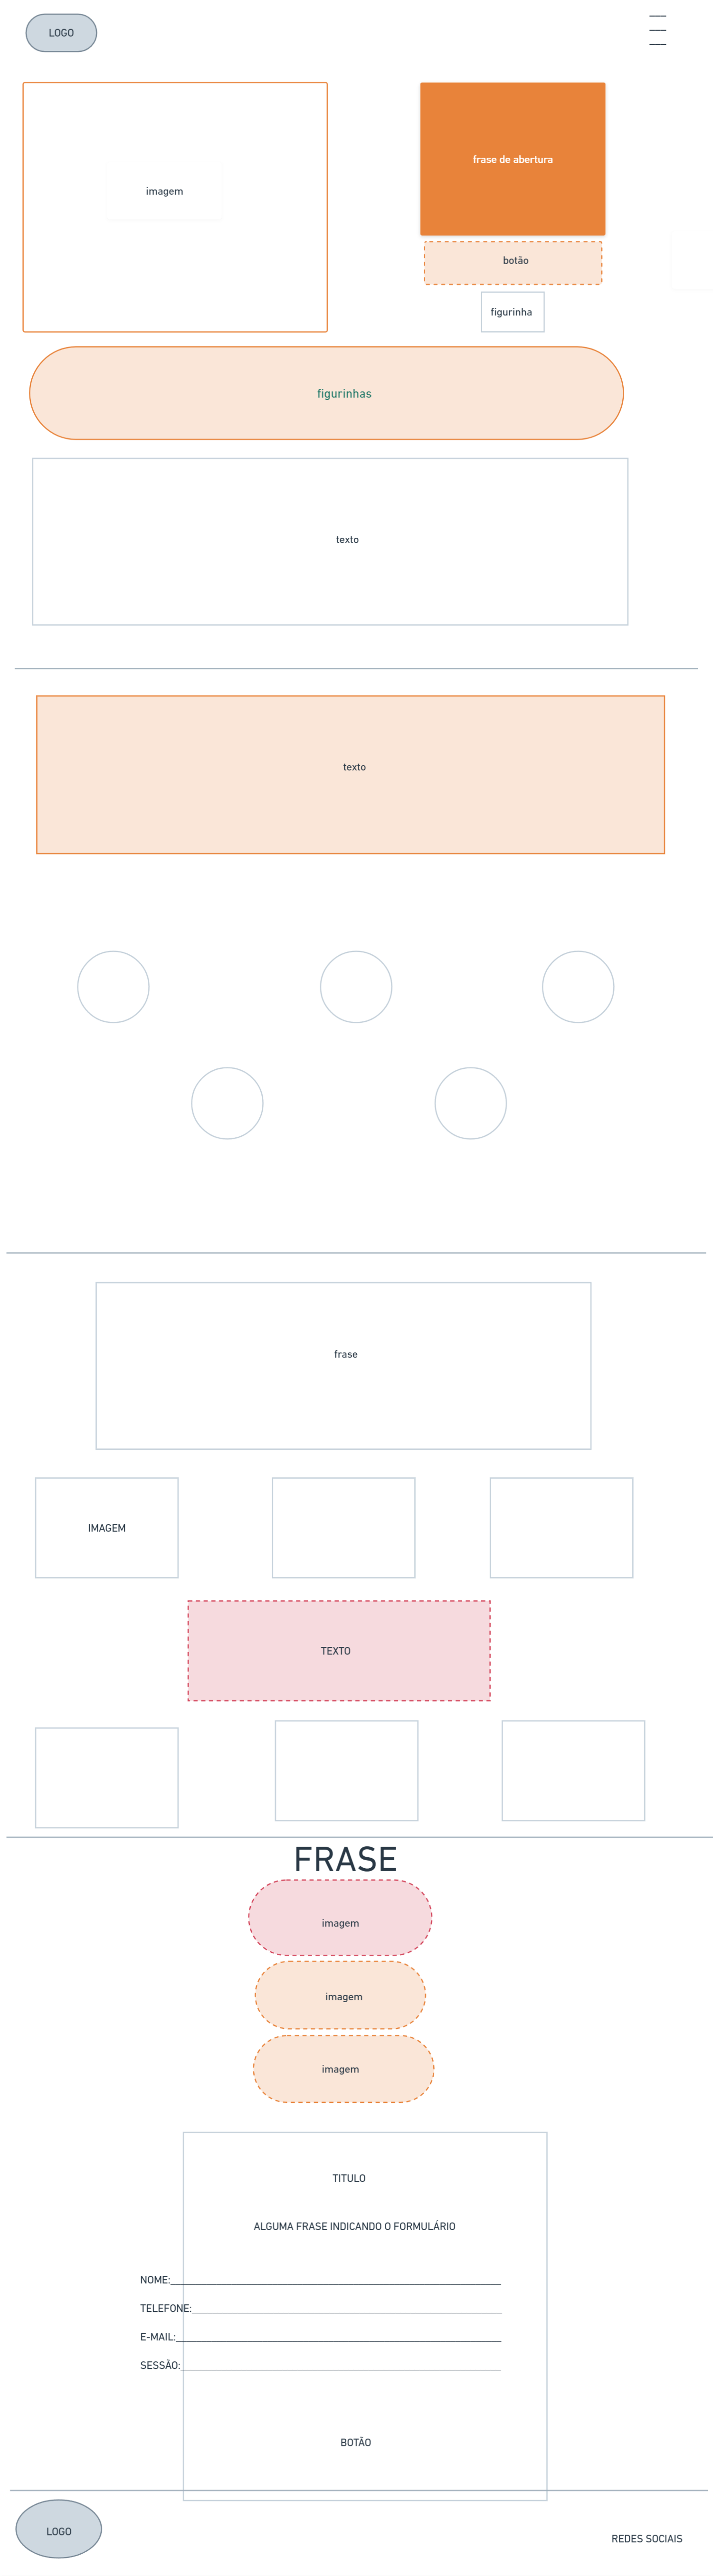 LOGO
imagem
frase de abertura
botão
figurinha
figurinhas
texto
texto
frase
IMAGEM
TEXTO
FRASE
imagem
imagem
imagem
TITULO
ALGUMA FRASE INDICANDO O FORMULÁRIO
NOME:
TELEFONE:
E-MAIL:
SESSÃO:
BOTÃO
LOGO
REDES SOCIAIS